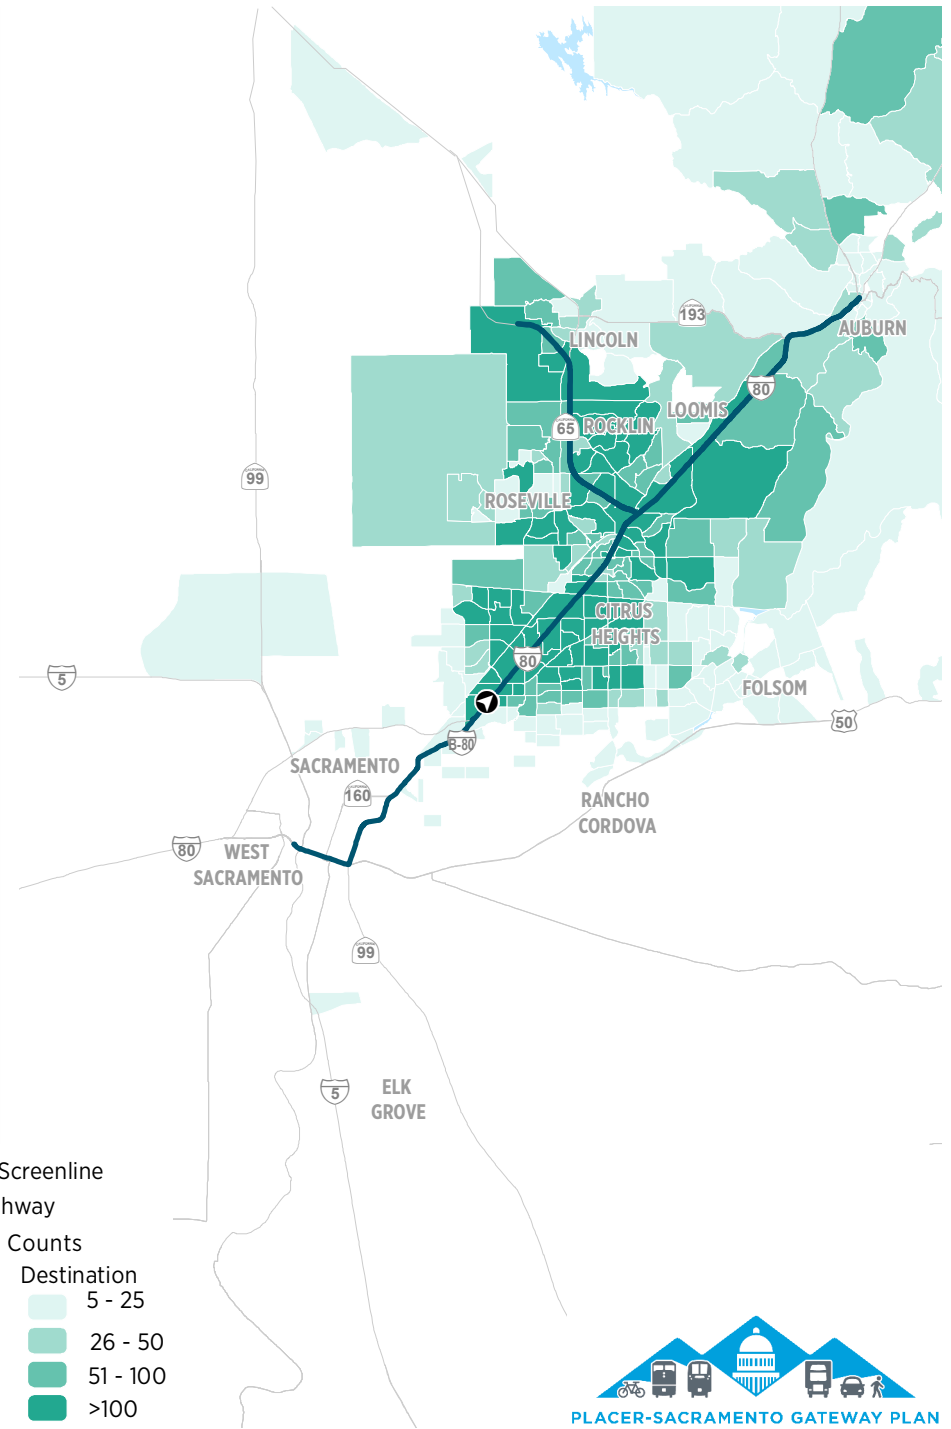 193
LINCOLN
AUBURN
80
LOOMIS
65
ROCKLIN
99
ROSEVILLE
CITRUS
HEIGHTS
80
5
FOLSOM
50
B-80
SACRAMENTO
160
RANCHO
CORDOVA
80
WEST
SACRAMENTO
99
5
ELK
GROVE
Screenline
hway
Counts
Destination
5 - 25
26 - 50
51 - 100
>100
PLACER-SACRAMENTO GATEWAY PLAN